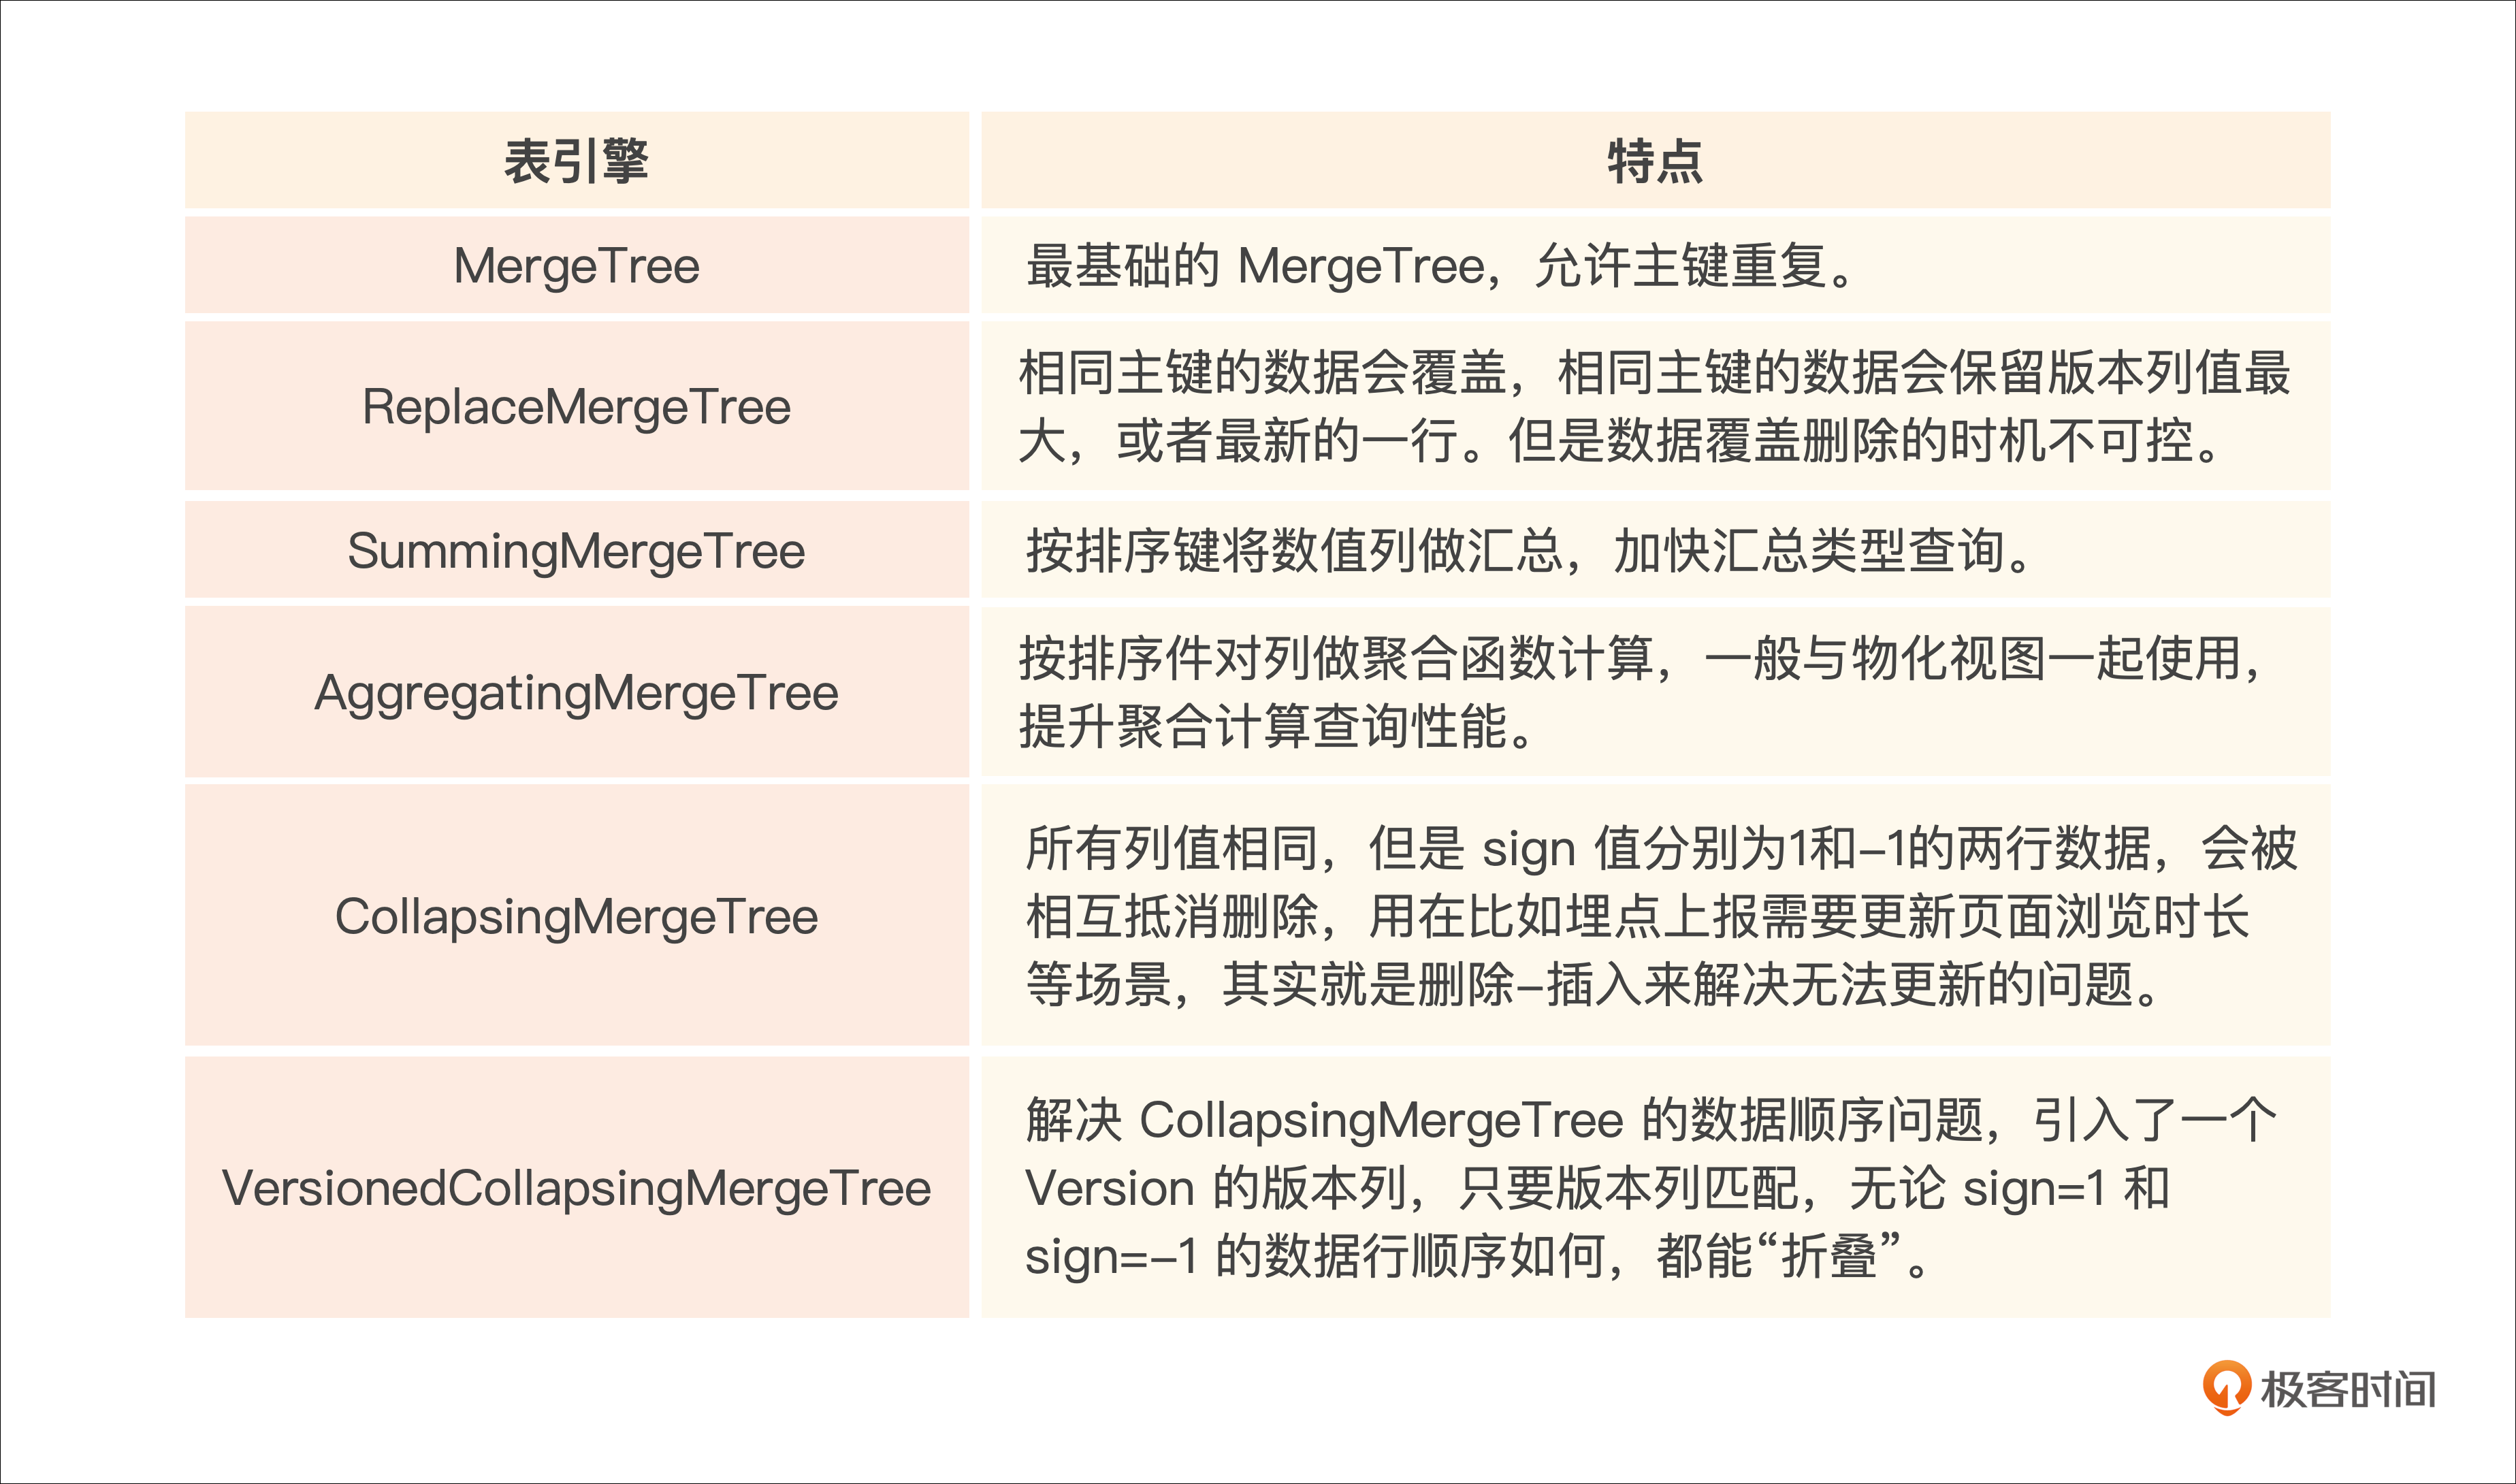 表引擎
特点
MergeTree
最基础的 MergeTree，允许主键重复。
ReplaceMergeTree
相同主键的数据会覆盖，相同主键的数据会保留版本列值最
大，或者最新的一行。但是数据覆盖删除的时机不可控。
SummingMergeTree
按排序键将数值列做汇总，加快汇总类型查询。
AggregatingMergeTree
按排序件对列做聚合函数计算，一般与物化视图一起使用，
提升聚合计算查询性能。
CollapsingMergeTree
所有列值相同，但是 sign 值分别为1和-1的两行数据，会被
相互抵消删除，用在比如埋点上报需要更新页面浏览时长
等场景，其实就是删除-插入来解决无法更新的问题。
VersionedCollapsingMergeTree
解决 CollapsingMergeTree 的数据顺序问题，引入了一个
Version 的版本列，只要版本列匹配，无论 sign=1 和
sign=-1 的数据行顺序如何，都能“折叠”。
极客时间